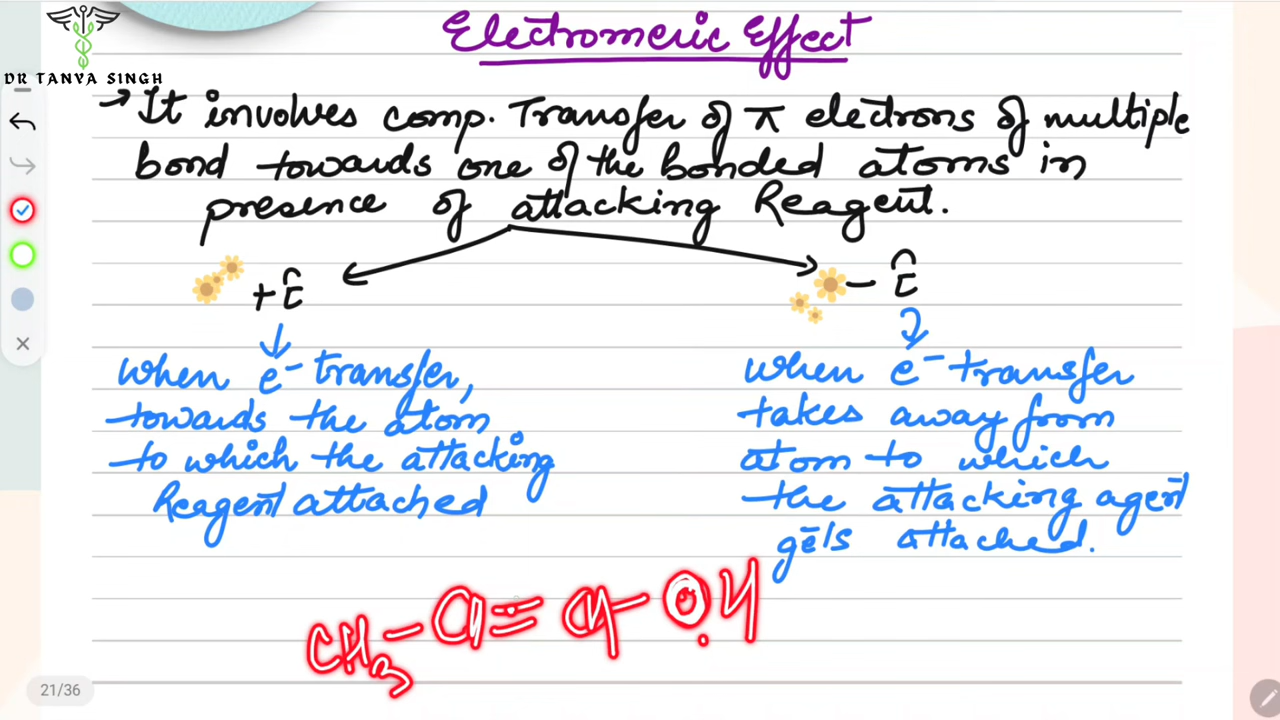 Electromeric Effect
DR TANYA SINGH
→ It involves comp. Transfer of π electrons of multiple
bond towards one of the bonded atoms in
presence of attacking Reagent.
+E
- E
when e⁻ transfer,
towards the atom
to which the attacking
Reagent attached
when e⁻ transfer
takes away from
atom to which
the attacking agent
gets attached.
CH₃ - CH = CH - OH
21/36